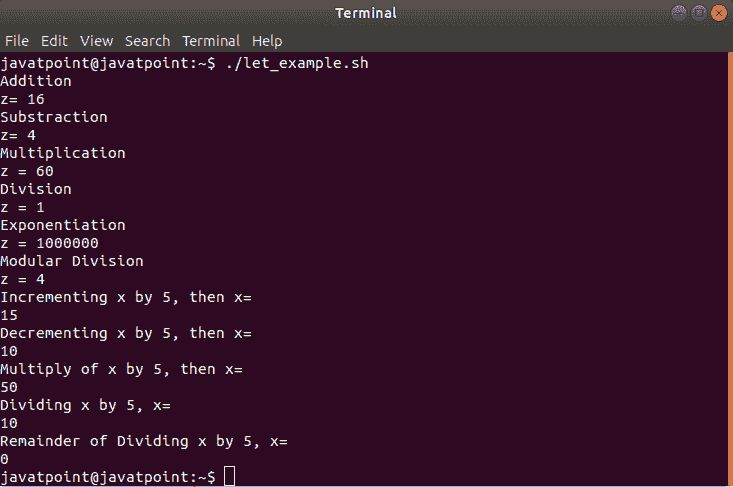 Terminal
File Edit View Search Terminal Help
javatpoint@javatpoint:~$ ./let_example.sh
Addition
z= 16
Substraction
z= 4
Multiplication
z = 60
Division
z = 1
Exponentiation
z = 1000000
Modular Division
z = 4
Incrementing x by 5, then x=
15
Decrementing x by 5, then x=
10
Multiply of x by 5, then x=
50
Dividing x by 5, x=
10
Remainder of Dividing x by 5, x=
0
javatpoint@javatpoint:~$